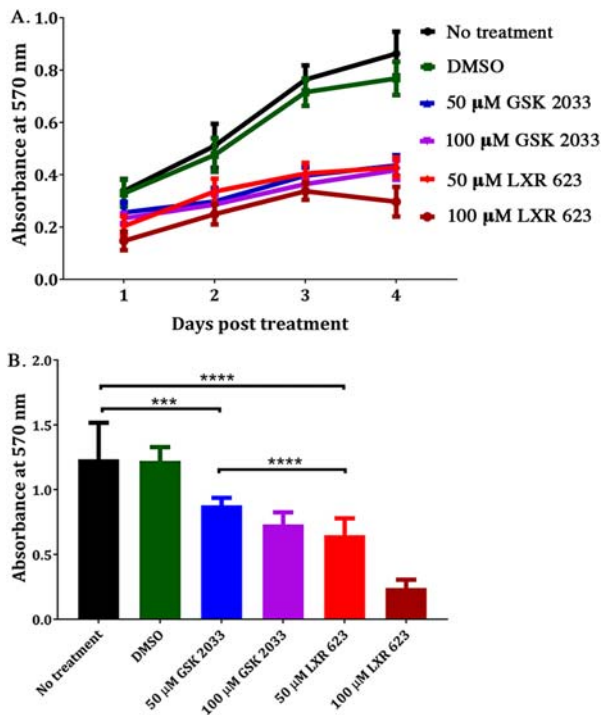 A.
1.0
0.8
0.6
0.4
0.2
0.0
Absorbance at 570 nm
1 2 3 4
Days post treatment
No treatment
DMSO
50 μM GSK 2033
100 μM GSK 2033
50 μM LXR 623
100 μM LXR 623
B.
2.0
1.5
1.0
0.5
0.0
Absorbance at 570 nm
****
***
****
No treatment
DMSO
50 μM GSK 2033
100 μM GSK 2033
50 μM LXR 623
100 μM LXR 623